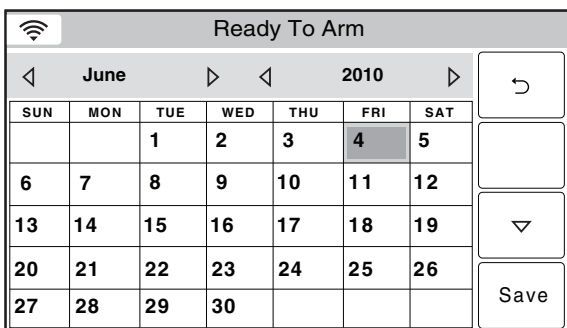 Ready To Arm
June 2010
SUN MON TUE WED THU FRI SAT
1 2 3 4 5
6 7 8 9 10 11 12
13 14 15 16 17 18 19
20 21 22 23 24 25 26
27 28 29 30
Save